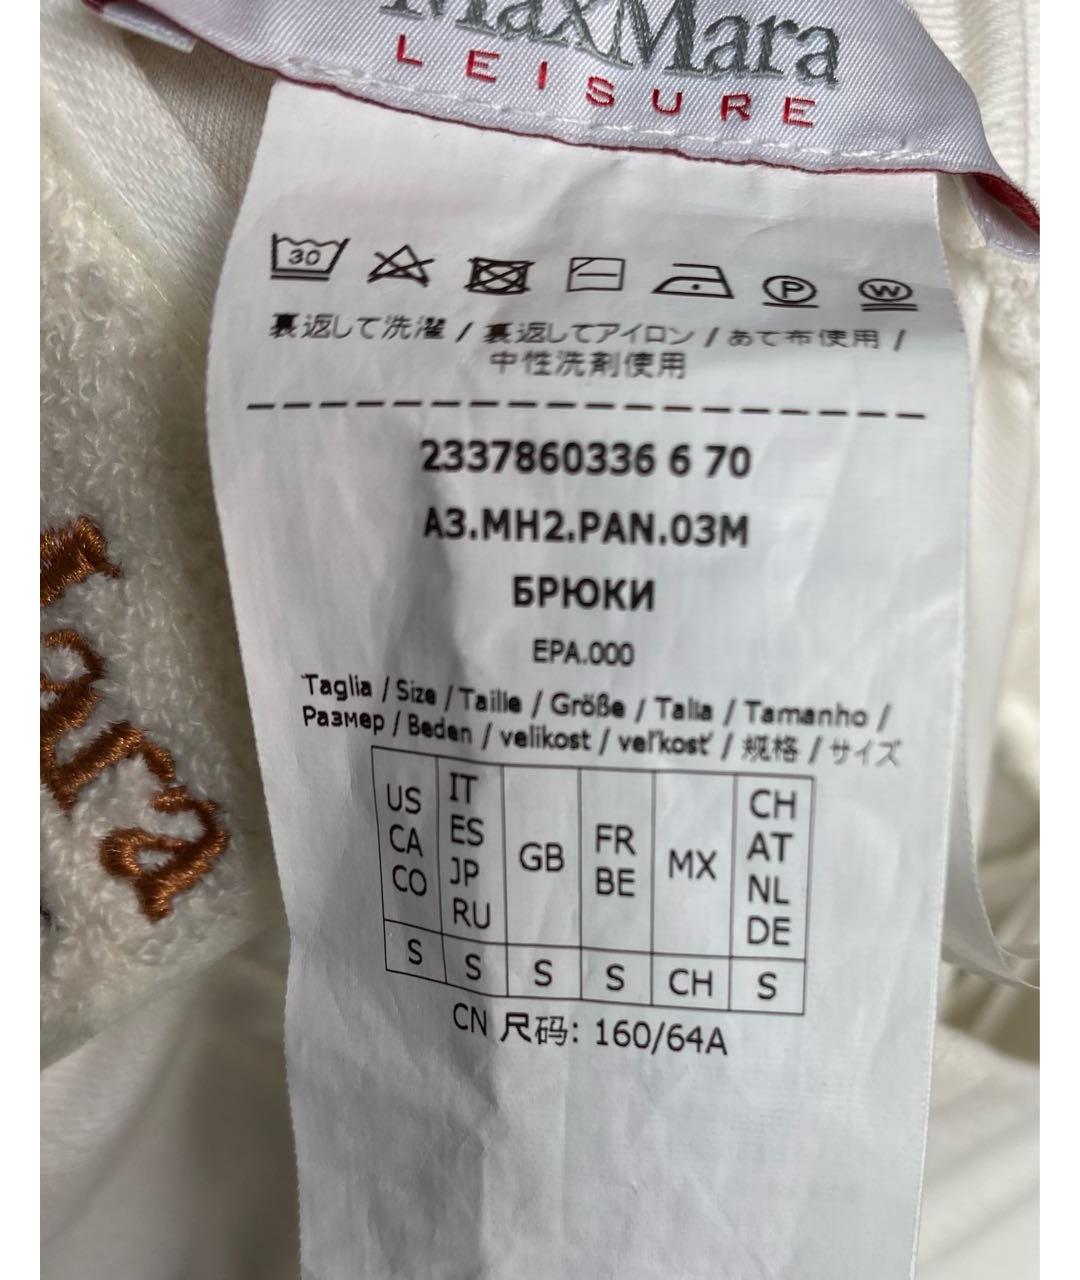 MaxMara
LEISURE
30
P W
裏返して洗濯 / 裏返してアイロン / あて布使用 /
中性洗剤使用
2337860336 6 70
A3.MH2.PAN.03M
БРЮКИ
EPA.000
Taglia / Size / Taille / Größe / Talla / Tamanho /
Размер / Beden / velikost / veľkosť / 规格 / サイズ
US CA CO
IT ES JP RU
GB
FR BE
MX
CH AT NL DE
S S S S CH S
CN 尺码: 160/64A